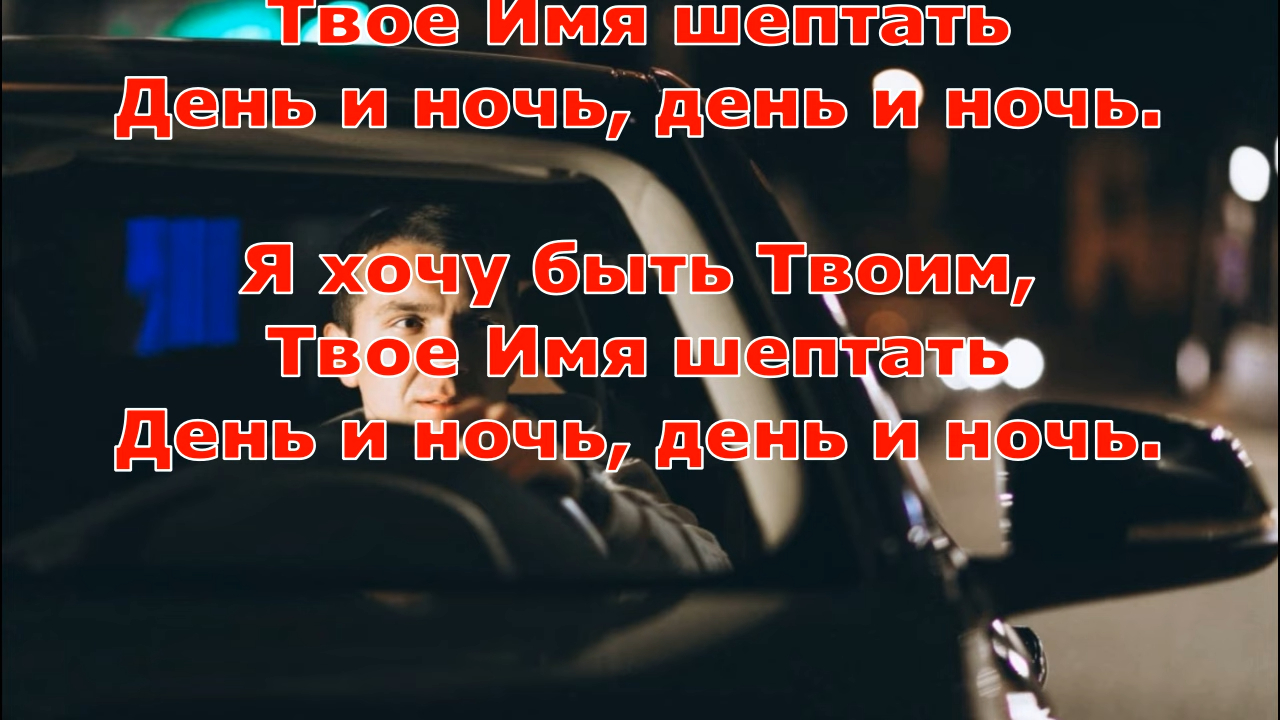 Твое Имя шептать
День и ночь, день и ночь.
Я хочу быть Твоим,
Твое Имя шептать
День и ночь, день и ночь.